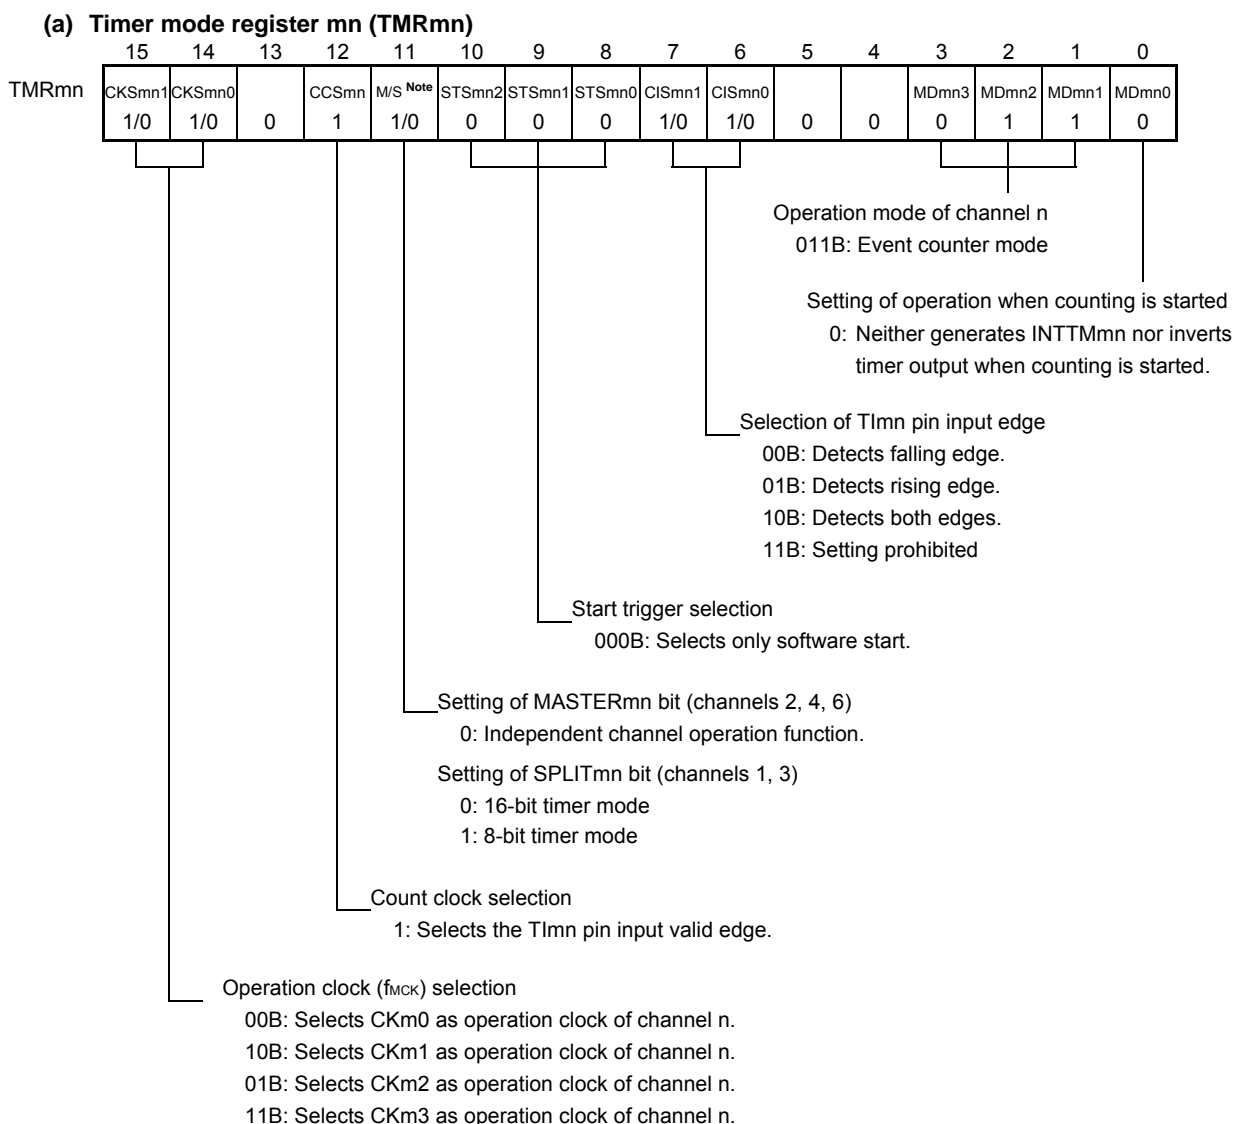 (a) Timer mode register mn (TMRmn)
15 14 13 12 11 10 9 8 7 6 5 4 3 2 1 0
TMRmn CKSmn1 CKSmn0 CCSmn M/S Note STSmn2 STSmn1 STSmn0 CISmn1 CISmn0 MDmn3 MDmn2 MDmn1 MDmn0
1/0 1/0 0 1 1/0 0 0 0 1/0 1/0 0 0 0 1 1 0
Operation mode of channel n
011B: Event counter mode
Setting of operation when counting is started
0: Neither generates INTTMmn nor inverts
timer output when counting is started.
Selection of TImn pin input edge
00B: Detects falling edge.
01B: Detects rising edge.
10B: Detects both edges.
11B: Setting prohibited
Start trigger selection
000B: Selects only software start.
Setting of MASTERmn bit (channels 2, 4, 6)
0: Independent channel operation function.
Setting of SPLITmn bit (channels 1, 3)
0: 16-bit timer mode
1: 8-bit timer mode
Count clock selection
1: Selects the TImn pin input valid edge.
Operation clock (fMCK) selection
00B: Selects CKm0 as operation clock of channel n.
10B: Selects CKm1 as operation clock of channel n.
01B: Selects CKm2 as operation clock of channel n.
11B: Selects CKm3 as operation clock of channel n.